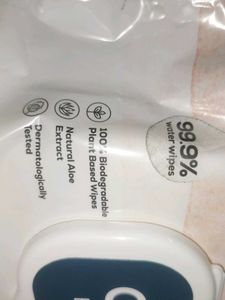 99.9%
water wipes
100% Biodegradable
Plant Based Wipes
Natural Aloe
Extract
Dermatologically
Tested